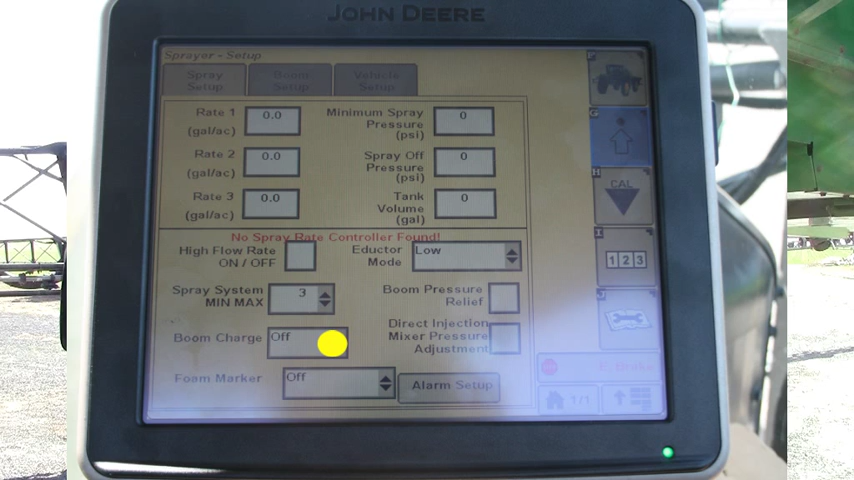 JOHN DEERE
Sprayer - Setup
Spray Setup
Boom Setup
Vehicle Setup
Rate 1 (gal/ac) 0.0
Minimum Spray Pressure (psi) 0
Rate 2 (gal/ac) 0.0
Spray Off Pressure (psi) 0
Rate 3 (gal/ac) 0.0
Tank Volume (gal) 0
No Spray Rate Controller Found!
High Flow Rate ON / OFF
Eductor Mode Low
Spray System MIN MAX 3
Boom Pressure Relief
Boom Charge Off
Direct Injection Mixer Pressure Adjustment
Foam Marker Off
Alarm Setup
F
G
H
CAL
I
1 2 3
1/1